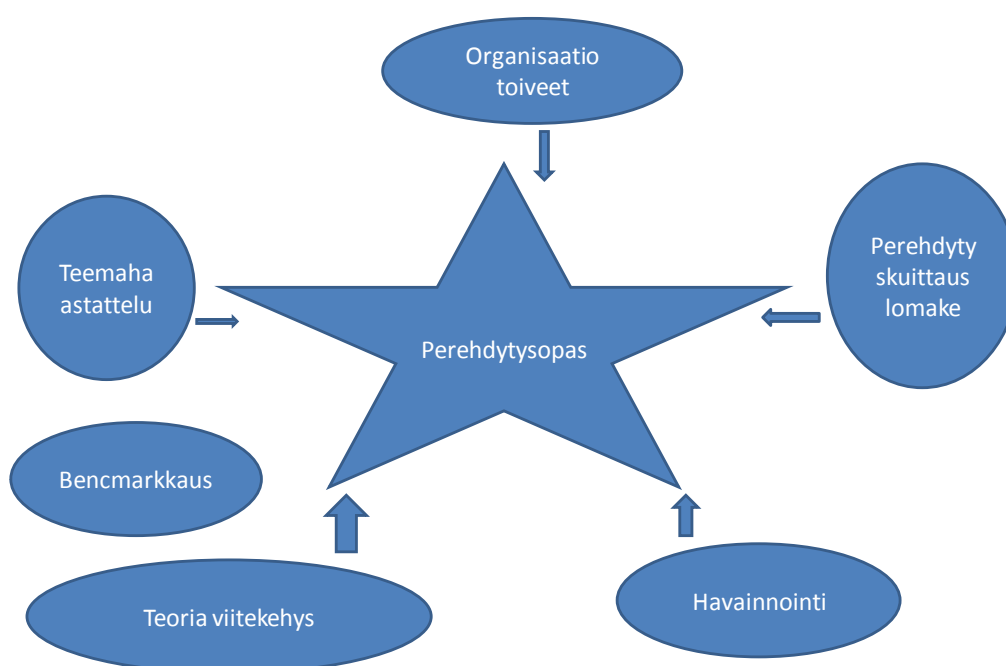 Organisaatio
toiveet
Teemaha
astattelu
Perehdyty
skuittaus
lomake
Perehdytysopas
Bencmarkkaus
Teoria viitekehys
Havainnointi